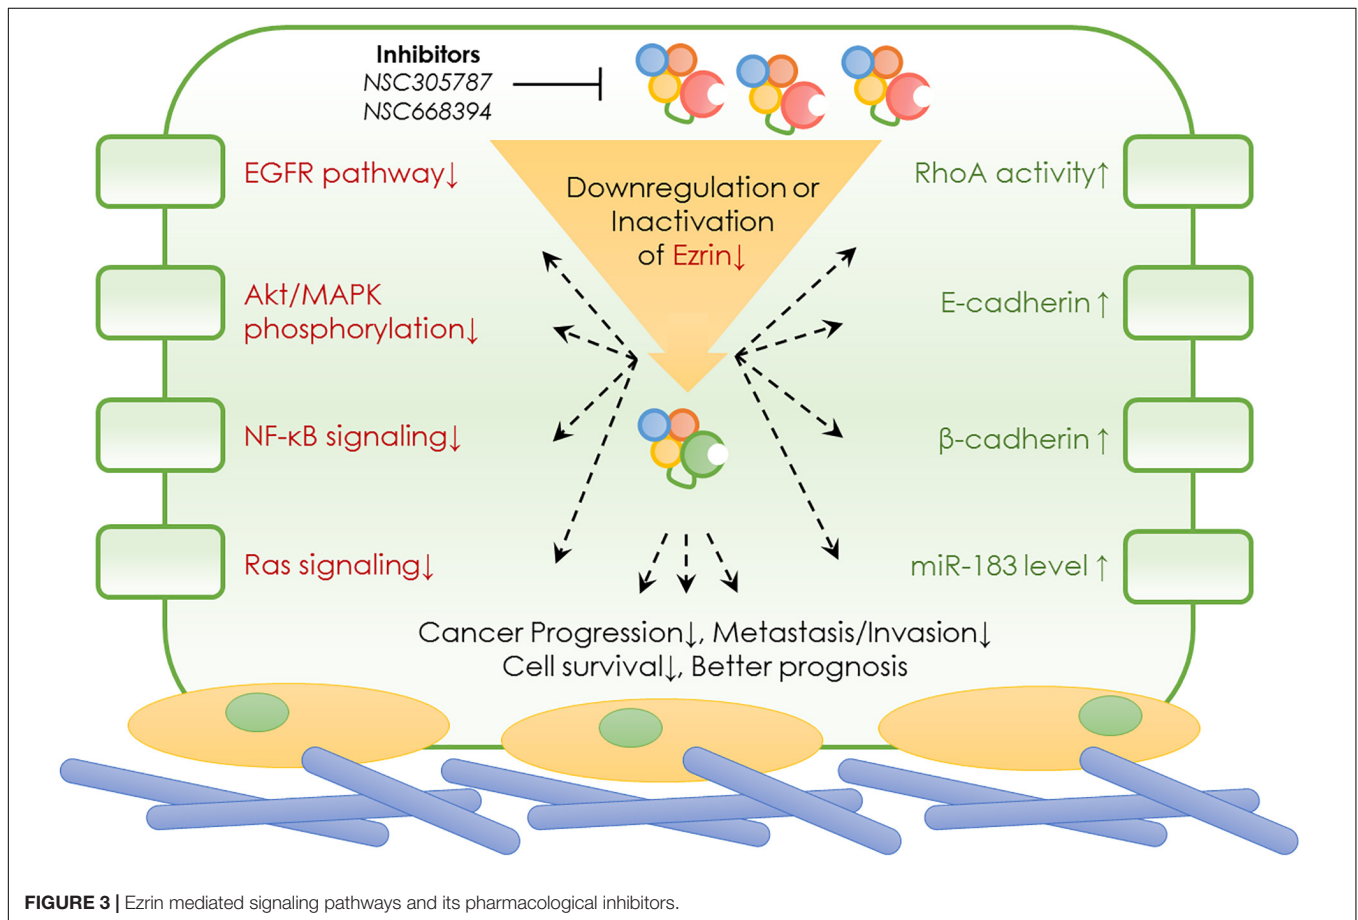 Inhibitors
NSC305787
NSC668394
Downregulation or
Inactivation
of Ezrin↓
EGFR pathway↓
Akt/MAPK
phosphorylation↓
NF-κB signaling↓
Ras signaling↓
RhoA activity↑
E-cadherin ↑
β-cadherin ↑
miR-183 level ↑
Cancer Progression↓, Metastasis/Invasion↓
Cell survival↓, Better prognosis
FIGURE 3 | Ezrin mediated signaling pathways and its pharmacological inhibitors.